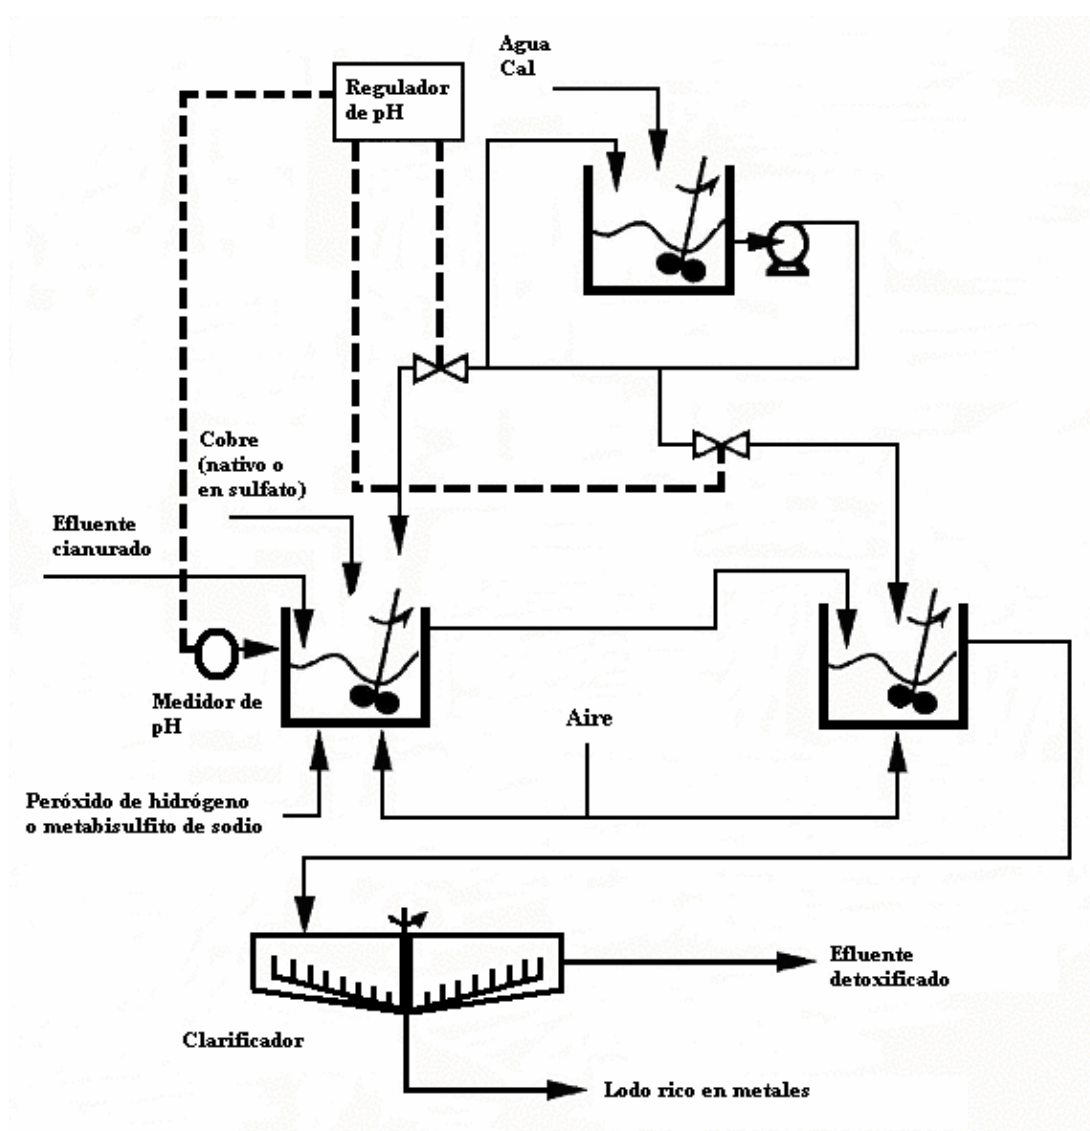 Agua
Cal
Regulador
de pH
Cobre
(nativo o
en sulfato)
Efluente
cianurado
Medidor de
pH
Aire
Peróxido de hidrógeno
o metabisulfito de sodio
Efluente
detoxificado
Clarificador
Lodo rico en metales